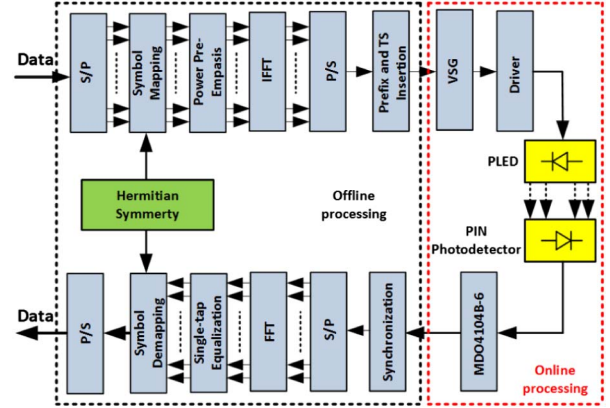 Data
S/P
Symbol
Mapping
Power Pre-
Empasis
IFFT
P/S
Prefix and TS
Insertion
VSG
Driver
PLED
Hermitian
Symmerty
Offline
processing
PIN
Photodetector
Data
P/S
Symbol
Demapping
Single-tap
Equalization
FFT
S/P
Synchronization
MDO4104B-6
Online
processing